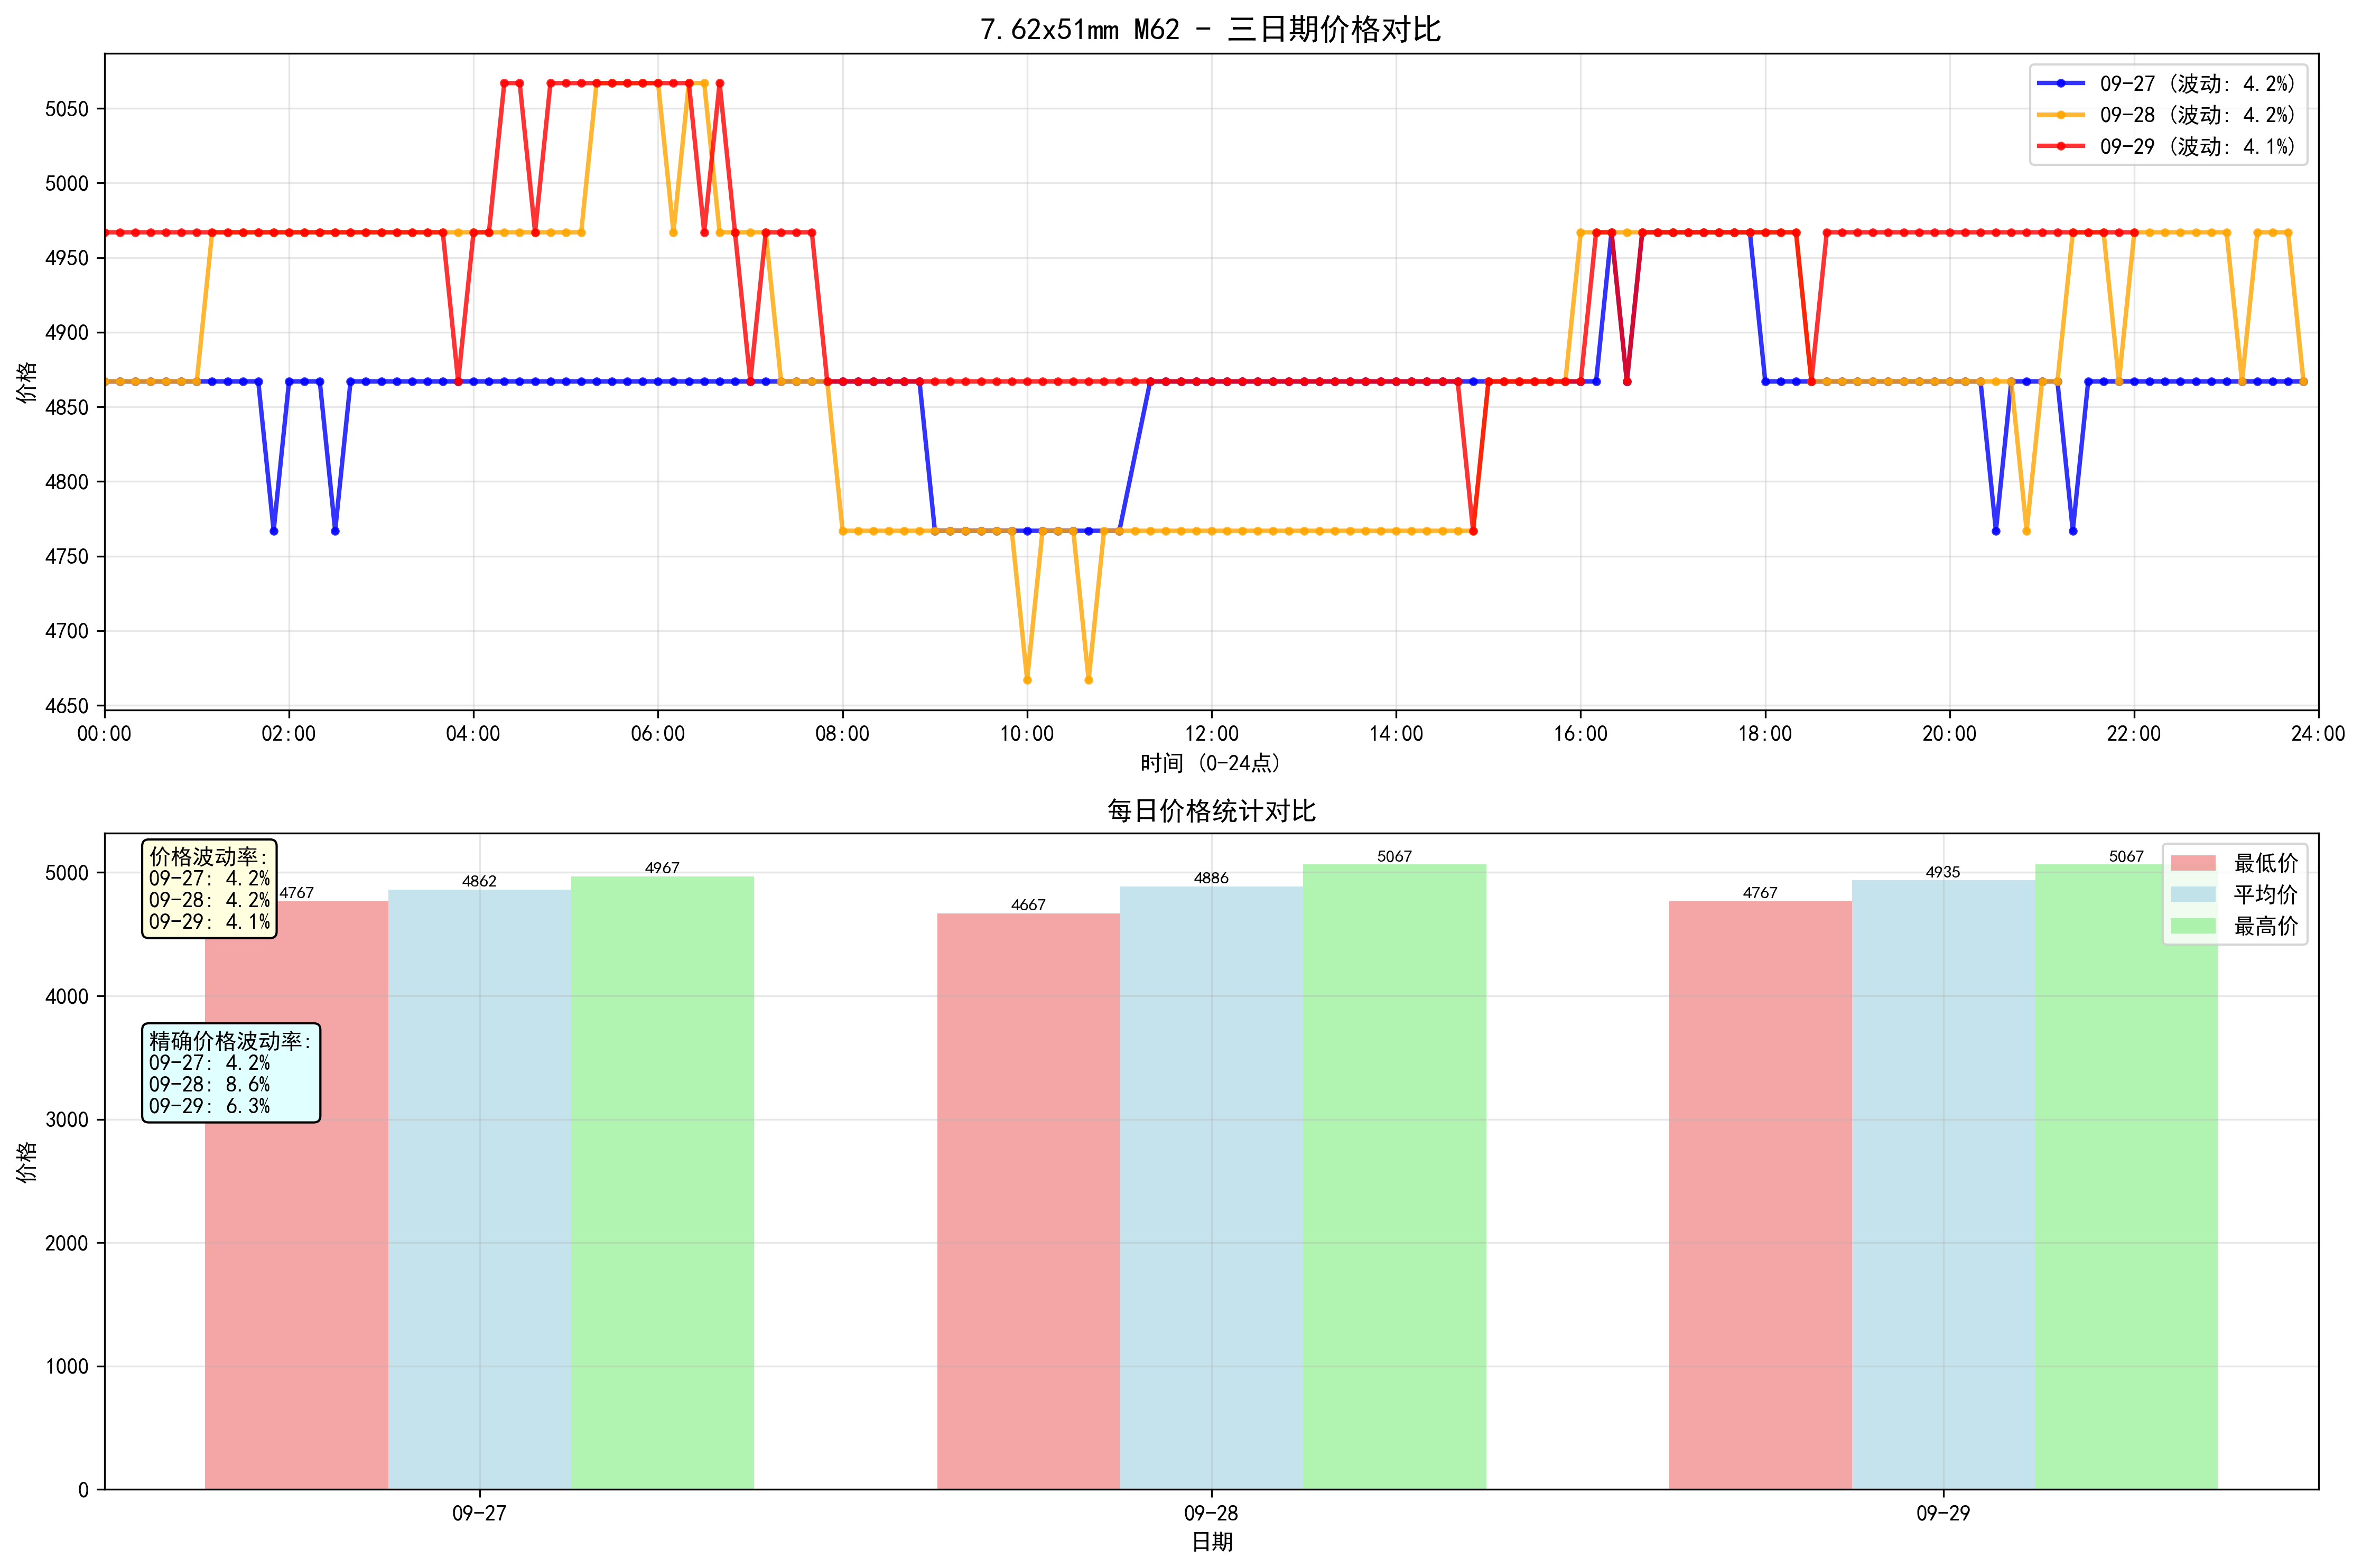 7.62x51mm M62 - 三日期价格对比
09-27 (波动: 4.2%)
09-28 (波动: 4.2%)
09-29 (波动: 4.1%)
价格
5050
5000
4950
4900
4850
4800
4750
4700
4650
00:00 02:00 04:00 06:00 08:00 10:00 12:00 14:00 16:00 18:00 20:00 22:00 24:00
时间 (0-24点)
每日价格统计对比
价格波动率:
09-27: 4.2%
09-28: 4.2%
09-29: 4.1%
精确价格波动率:
09-27: 4.2%
09-28: 8.6%
09-29: 6.3%
4767 4862 4967
4667 4886 5067
4767 4935 5067
最低价
平均价
最高价
价格
5000
4000
3000
2000
1000
0
09-27 09-28 09-29
日期